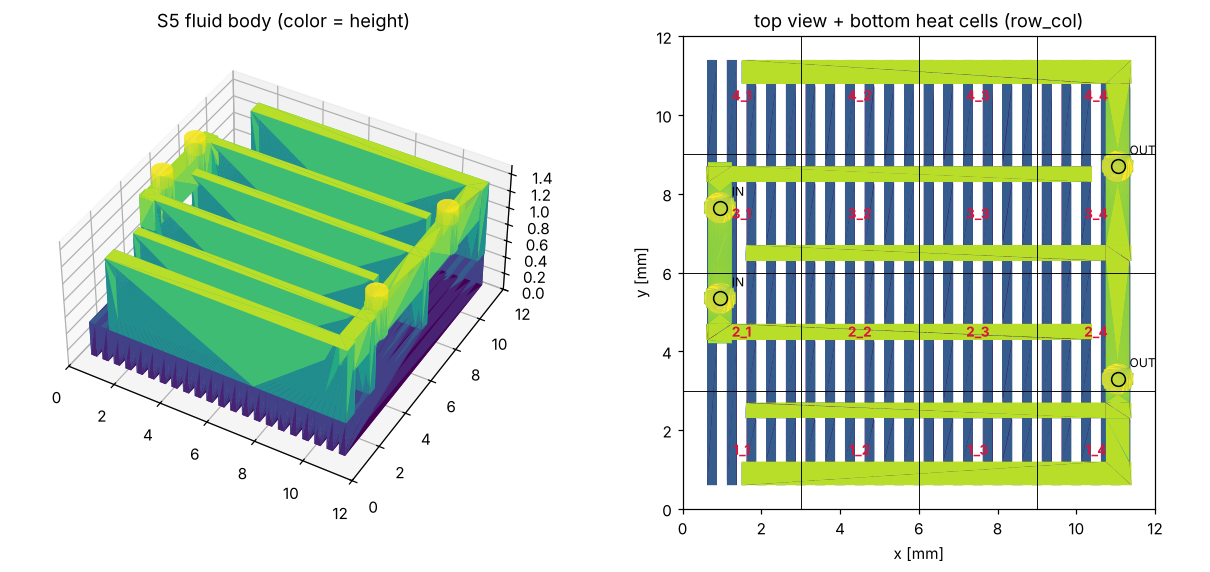 S5 fluid body (color = height)
1.4
1.2
1.0
0.8
0.6
0.4
0.2
0.0
0
2
4
6
8
10
12
0
2
4
6
8
10
12
top view + bottom heat cells (row_col)
12
10
8
6
4
2
0
y [mm]
4_1 4_2 4_3 4_4
OUT
IN
3_1 3_2 3_3 3_4
IN
2_1 2_2 2_3 2_4
OUT
1_1 1_2 1_3 1_4
0 2 4 6 8 10 12
x [mm]